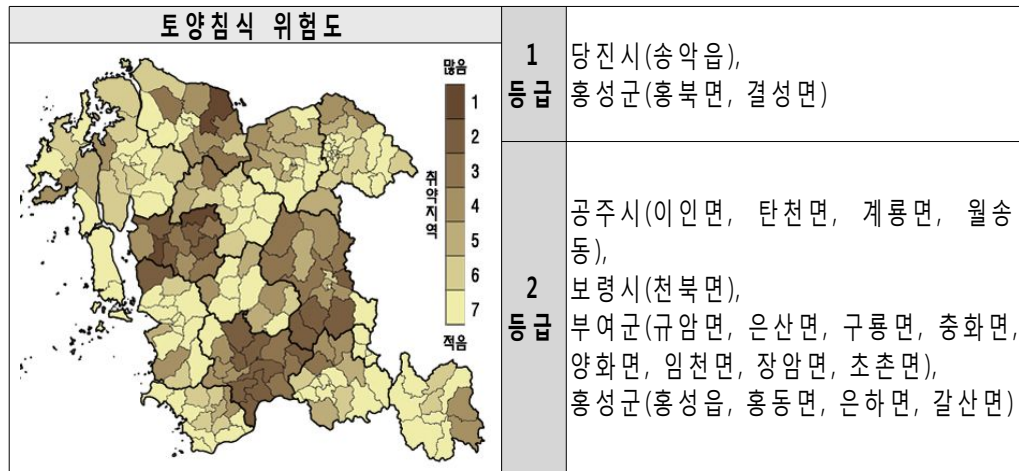 토양침식 위험도
많음
1
2
3
4
5
6
7
취약지역
적음
1
등급
당진시(송악읍),
홍성군(홍북면, 결성면)
2
등급
공주시(이인면, 탄천면, 계룡면, 월송
동),
보령시(천북면),
부여군(규암면, 은산면, 구룡면, 충화면,
양화면, 임천면, 장암면, 초촌면),
홍성군(홍성읍, 홍동면, 은하면, 갈산면)